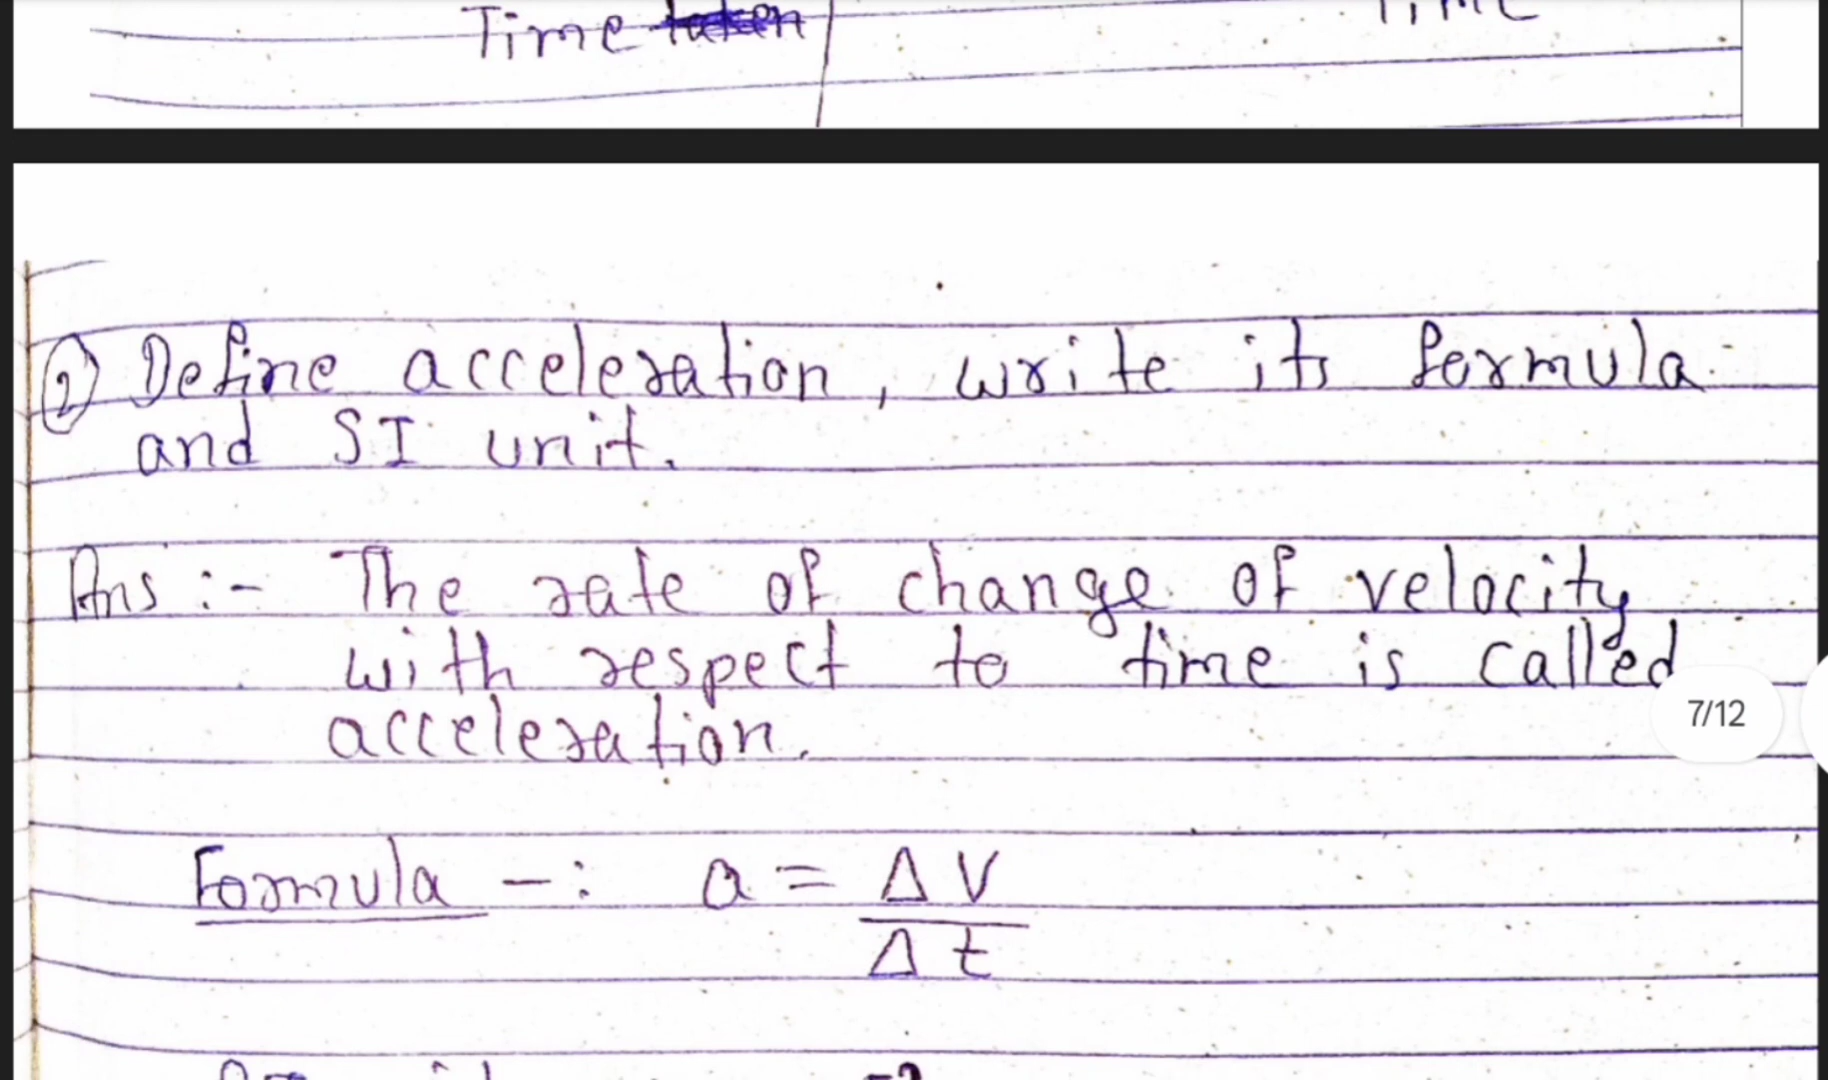 Time
② Define acceleration, write its formula
and SI unit.
Ans :- The rate of change of velocity
with respect to time is called
acceleration.
7/12
Formula -: a = ΔV
Δt